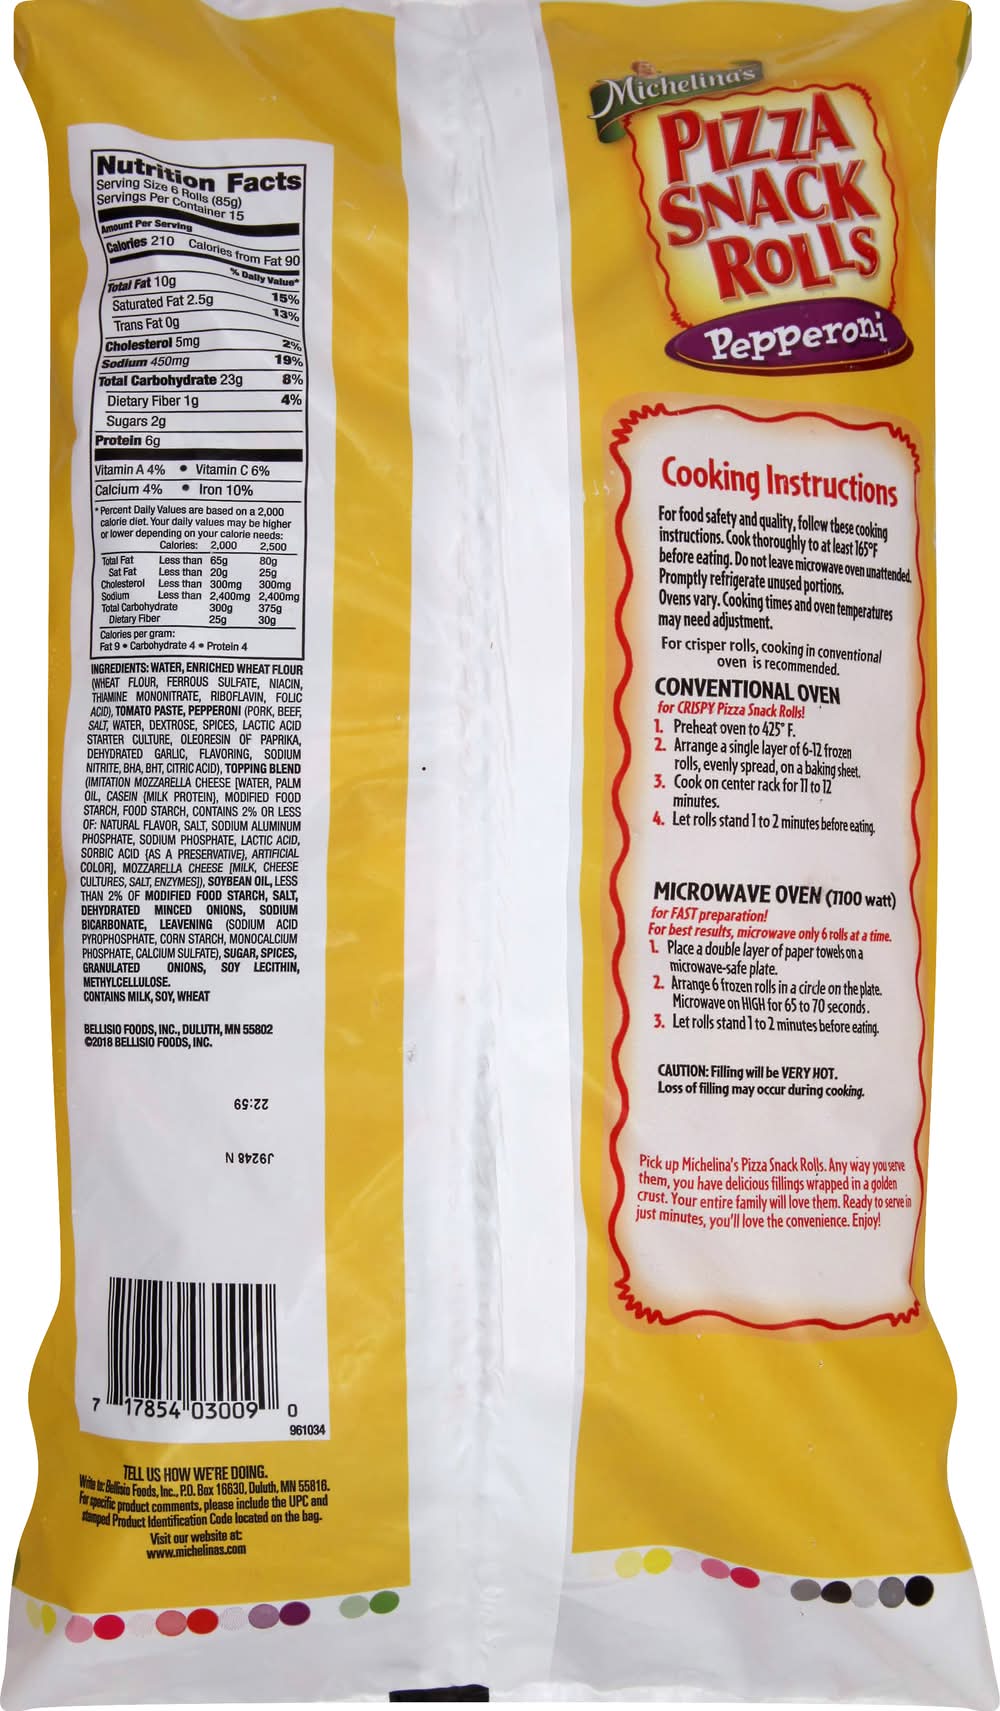 Nutrition Facts
Serving Size 6 Rolls (85g)
Servings Per Container 15
Amount Per Serving
Calories 210 Calories from Fat 90
% Daily Value*
Total Fat 10g 15%
Saturated Fat 2.5g 13%
Trans Fat 0g
Cholesterol 5mg 2%
Sodium 450mg 19%
Total Carbohydrate 23g 8%
Dietary Fiber 1g 4%
Sugars 2g
Protein 6g
Vitamin A 4% • Vitamin C 6%
Calcium 4% • Iron 10%
*Percent Daily Values are based on a 2,000
calorie diet. Your daily values may be higher
or lower depending on your calorie needs:
Calories: 2,000 2,500
Total Fat Less than 65g 80g
Sat Fat Less than 20g 25g
Cholesterol Less than 300mg 300mg
Sodium Less than 2,400mg 2,400mg
Total Carbohydrate 300g 375g
Dietary Fiber 25g 30g
Calories per gram:
Fat 9 • Carbohydrate 4 • Protein 4
INGREDIENTS: WATER, ENRICHED WHEAT FLOUR
(WHEAT FLOUR, FERROUS SULFATE, NIACIN,
THIAMINE MONONITRATE, RIBOFLAVIN, FOLIC
ACID), TOMATO PASTE, PEPPERONI (PORK, BEEF,
SALT, WATER, DEXTROSE, SPICES, LACTIC ACID
STARTER CULTURE, OLEORESIN OF PAPRIKA,
DEHYDRATED GARLIC, FLAVORING, SODIUM
NITRITE, BHA, BHT, CITRIC ACID), TOPPING BLEND
(IMITATION MOZZARELLA CHEESE [WATER, PALM
OIL, CASEIN {MILK PROTEIN}, MODIFIED FOOD
STARCH, FOOD STARCH, CONTAINS 2% OR LESS
OF: NATURAL FLAVOR, SALT, SODIUM ALUMINUM
PHOSPHATE, SODIUM PHOSPHATE, LACTIC ACID,
SORBIC ACID {AS A PRESERVATIVE}, ARTIFICIAL
COLOR], MOZZARELLA CHEESE [MILK, CHEESE
CULTURES, SALT, ENZYMES]), SOYBEAN OIL, LESS
THAN 2% OF MODIFIED FOOD STARCH, SALT,
DEHYDRATED MINCED ONIONS, SODIUM
BICARBONATE, LEAVENING (SODIUM ACID
PYROPHOSPHATE, CORN STARCH, MONOCALCIUM
PHOSPHATE, CALCIUM SULFATE), SUGAR, SPICES,
GRANULATED ONIONS, SOY LECITHIN,
METHYLCELLULOSE.
CONTAINS MILK, SOY, WHEAT
BELLISIO FOODS, INC., DULUTH, MN 55802
©2018 BELLISIO FOODS, INC.
22:59
J9248 N
7 17854 03009 0
961034
TELL US HOW WE'RE DOING.
Write to: Bellisio Foods, Inc., P.O. Box 16630, Duluth, MN 55816.
For specific product comments, please include the UPC and
stamped Product Identification Code located on the bag.
Visit our website at:
www.michelinas.com
Michelina's
PIZZA
SNACK
ROLLS
Pepperoni
Cooking Instructions
For food safety and quality, follow these cooking
instructions. Cook thoroughly to at least 165°F
before eating. Do not leave microwave oven unattended.
Promptly refrigerate unused portions.
Ovens vary. Cooking times and oven temperatures
may need adjustment.
For crisper rolls, cooking in conventional
oven is recommended.
CONVENTIONAL OVEN
for CRISPY Pizza Snack Rolls!
1. Preheat oven to 425° F.
2. Arrange a single layer of 6-12 frozen
rolls, evenly spread, on a baking sheet.
3. Cook on center rack for 11 to 12
minutes.
4. Let rolls stand 1 to 2 minutes before eating.
MICROWAVE OVEN (1100 watt)
for FAST preparation!
For best results, microwave only 6 rolls at a time.
1. Place a double layer of paper towels on a
microwave-safe plate.
2. Arrange 6 frozen rolls in a circle on the plate.
Microwave on HIGH for 65 to 70 seconds.
3. Let rolls stand 1 to 2 minutes before eating.
CAUTION: Filling will be VERY HOT.
Loss of filling may occur during cooking.
Pick up Michelina's Pizza Snack Rolls. Any way you serve
them, you have delicious fillings wrapped in a golden
crust. Your entire family will love them. Ready to serve in
just minutes, you'll love the convenience. Enjoy!